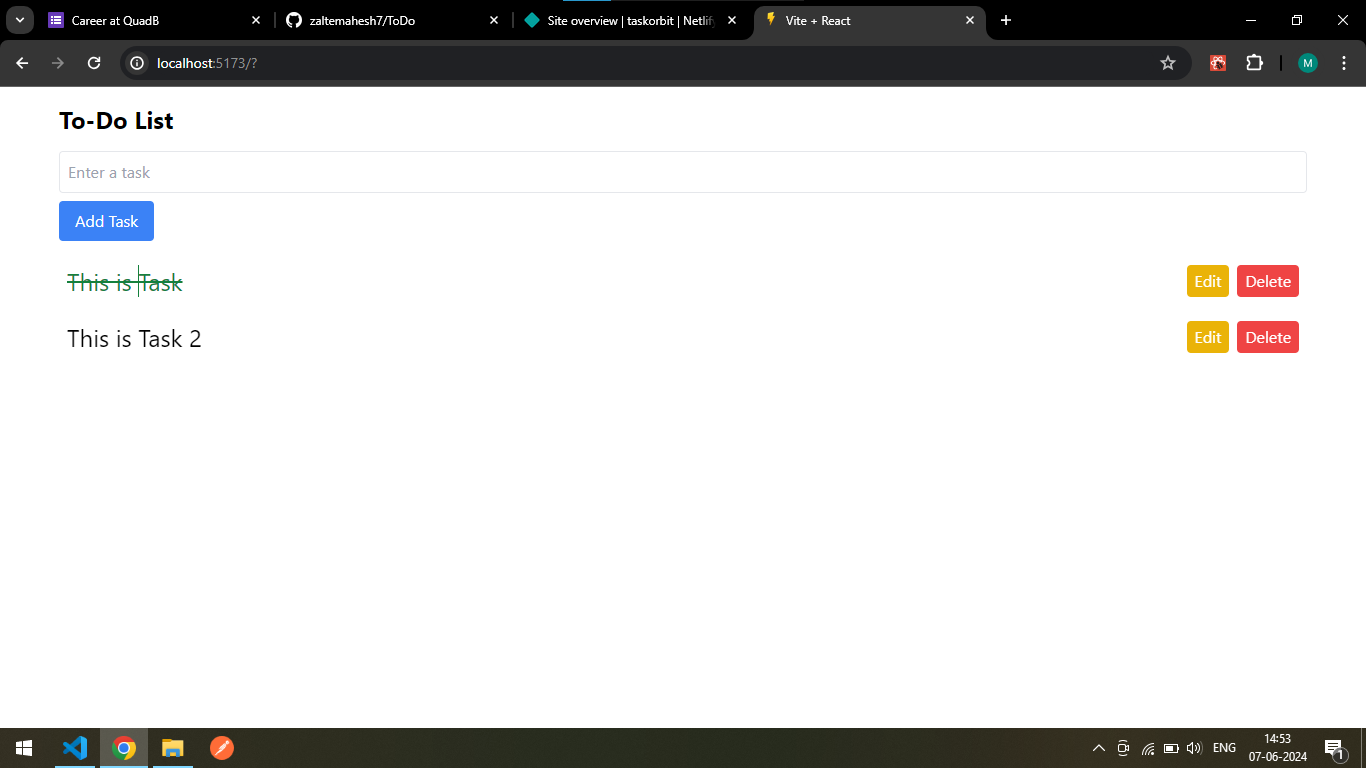 Career at QuadB
zaltemahesh7/ToDo
Site overview | taskorbit | Netlify
Vite + React
localhost:5173/?
M
To-Do List
Enter a task
Add Task
This is Task
Edit
Delete
This is Task 2
Edit
Delete
ENG
14:53
07-06-2024
1